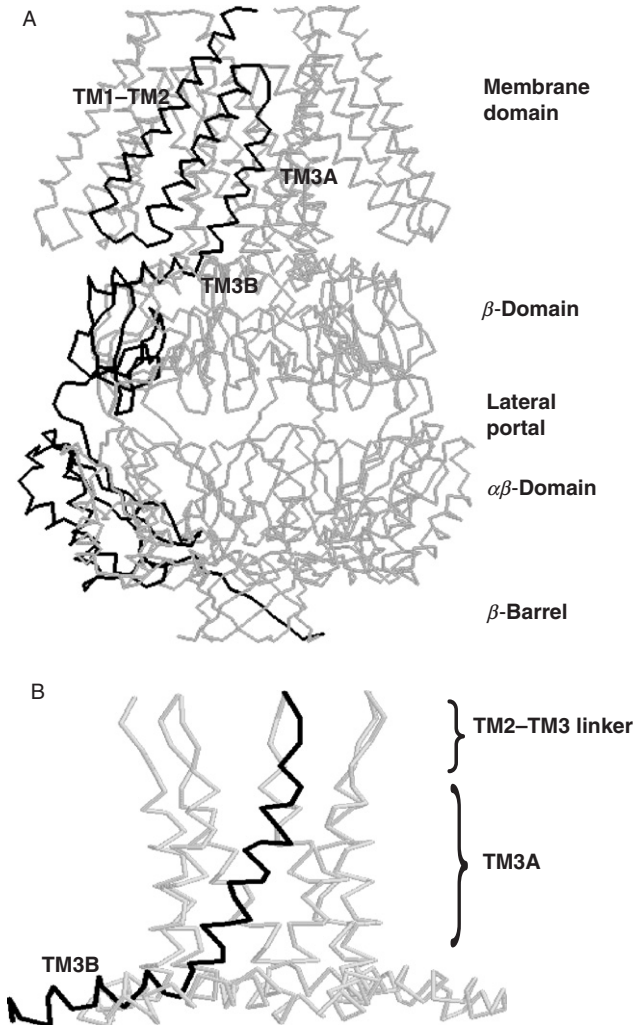 A
TM1–TM2
Membrane
domain
TM3A
TM3B
β-Domain
Lateral
portal
αβ-Domain
β-Barrel
B
TM2–TM3 linker
TM3A
TM3B